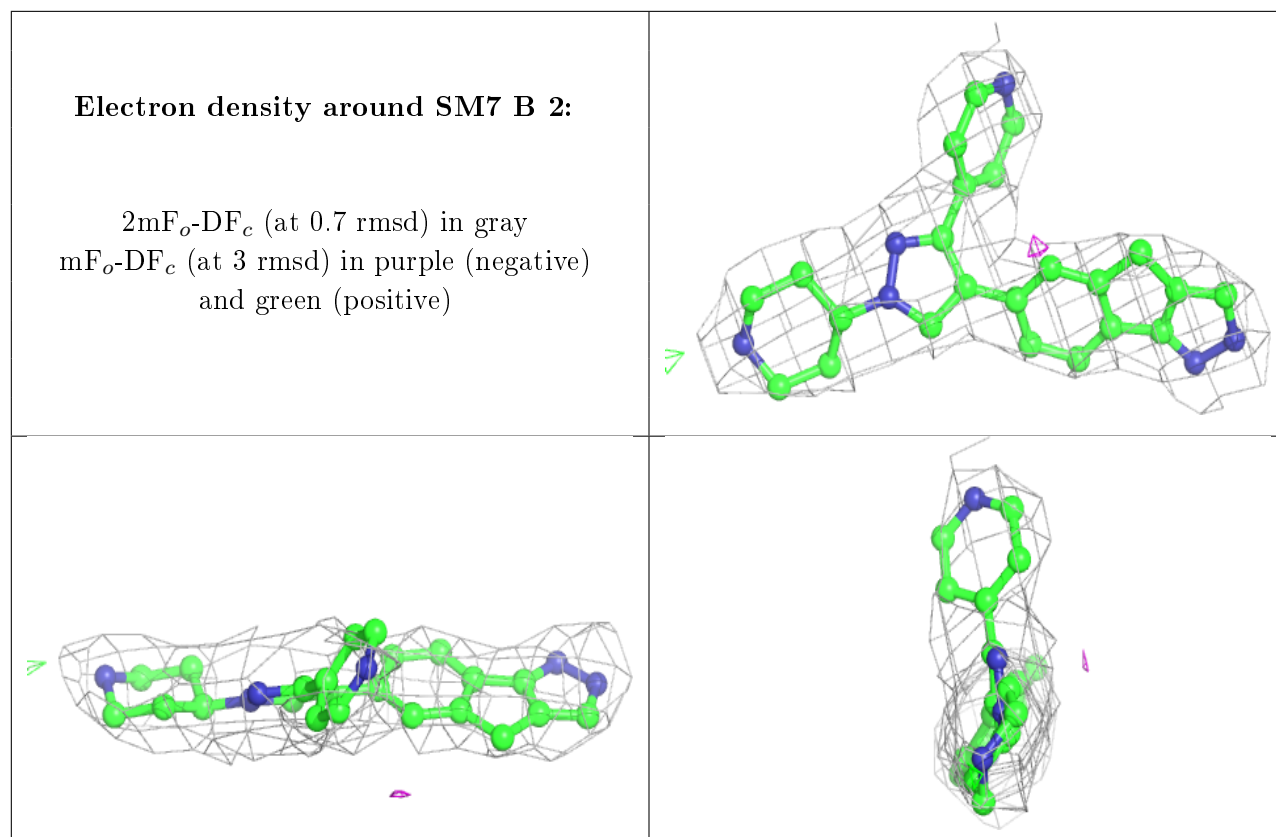 Electron density around SM7 B 2:
2mFo-DFc (at 0.7 rmsd) in gray
mFo-DFc (at 3 rmsd) in purple (negative)
and green (positive)